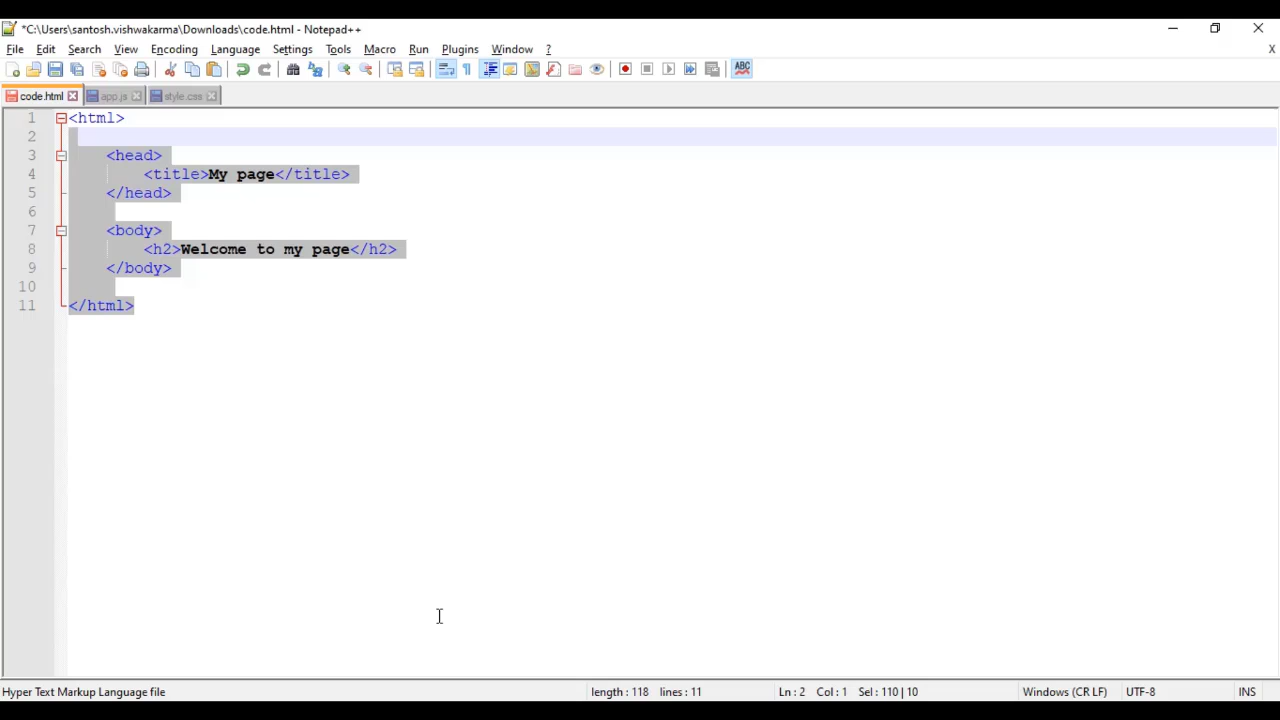 *C:\Users\santosh.vishwakarma\Downloads\code.html - Notepad++
File Edit Search View Encoding Language Settings Tools Macro Run Plugins Window ? X
ABC
code.html app.js style.css
1 <html>
2
3 <head>
4 <title>My page</title>
5 </head>
6
7 <body>
8 <h2>Welcome to my page</h2>
9 </body>
10
11 </html>
Hyper Text Markup Language file length : 118 lines : 11 Ln : 2 Col : 1 Sel : 110 | 10 Windows (CR LF) UTF-8 INS